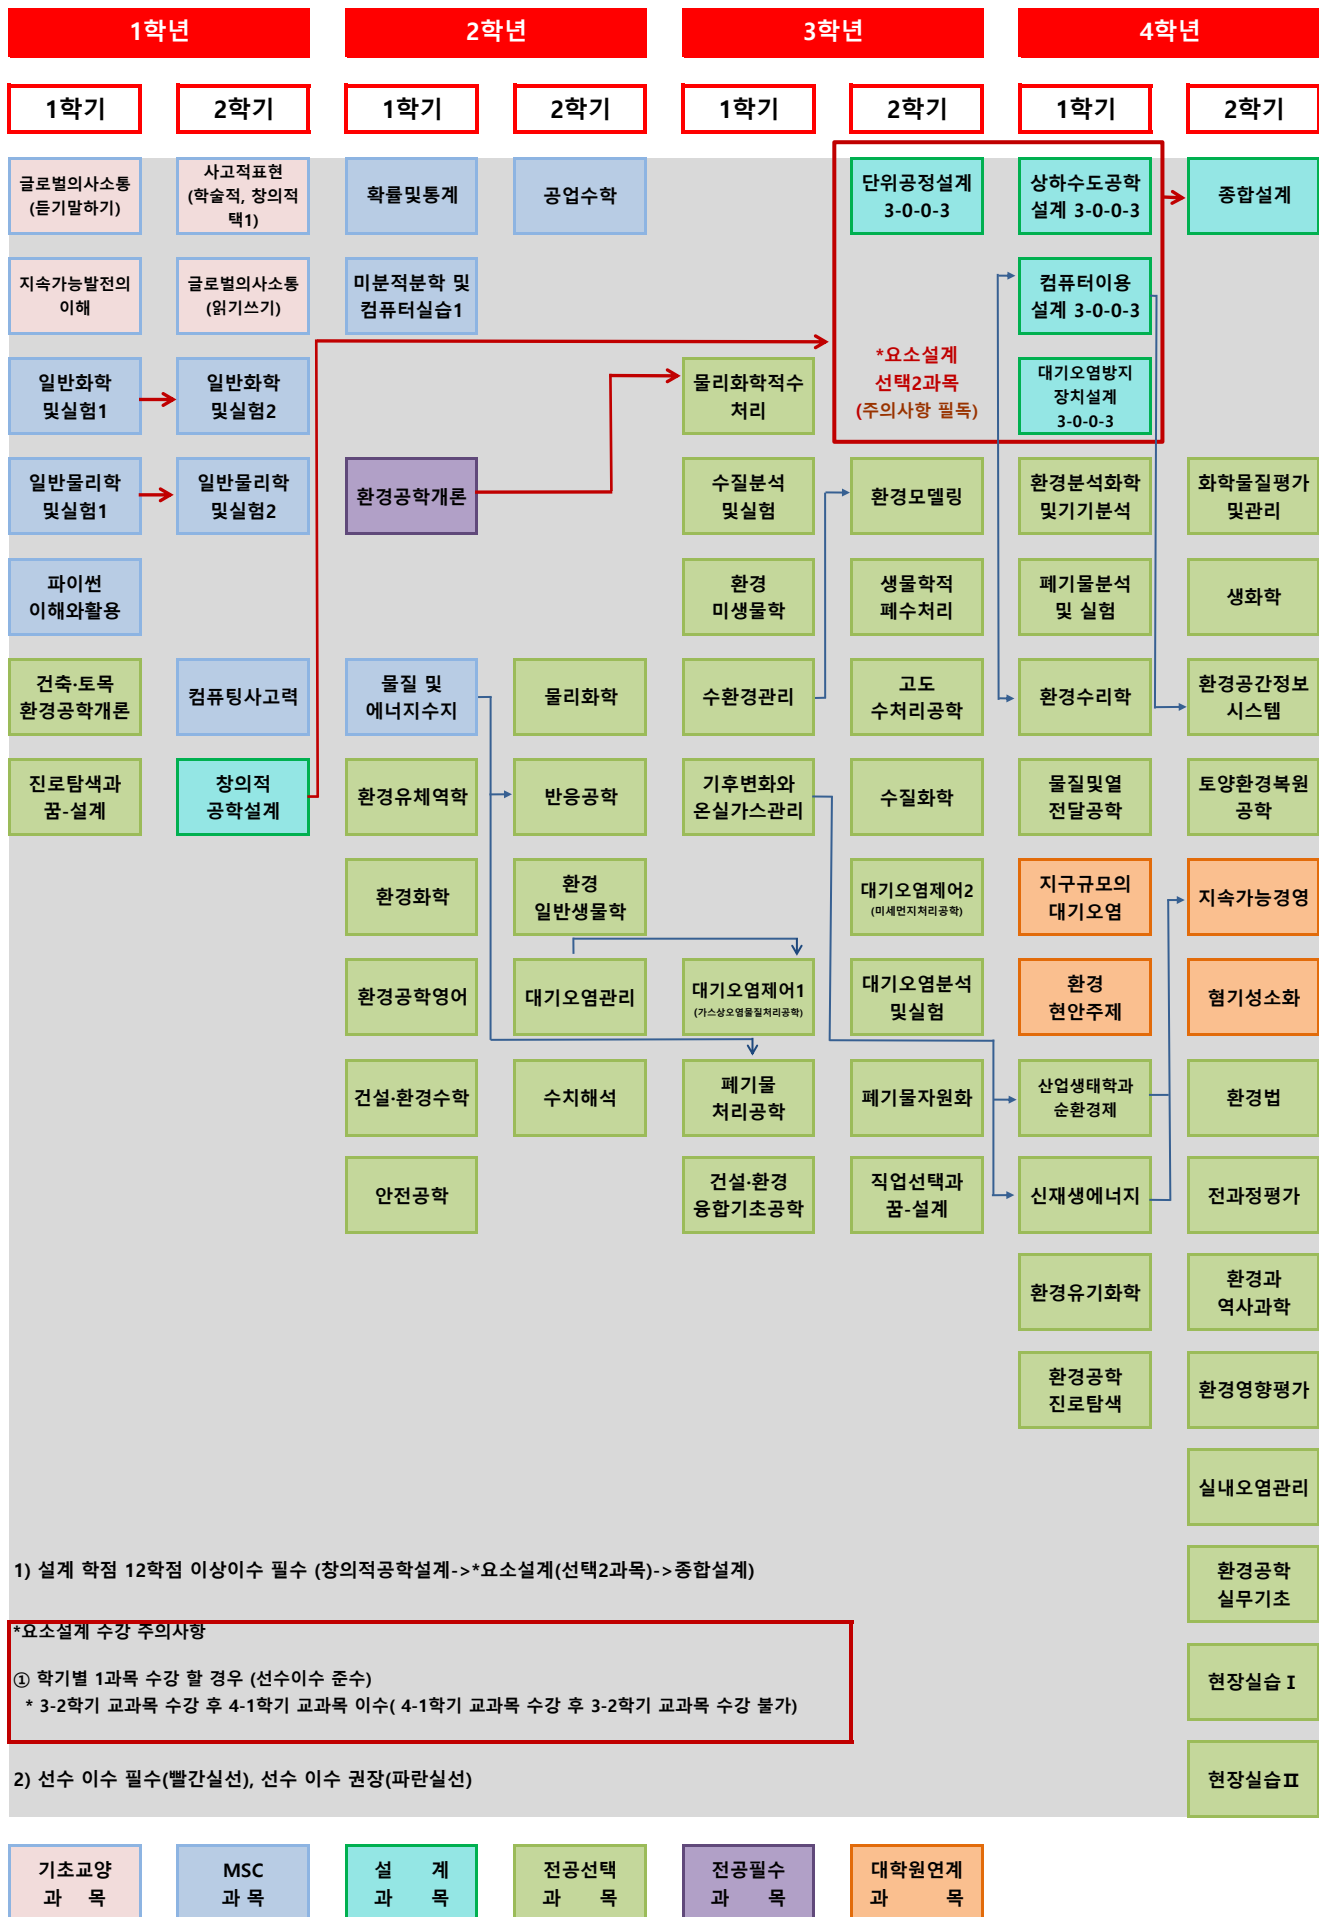 1학년
2학년
3학년
4학년
1학기
2학기
1학기
2학기
1학기
2학기
1학기
2학기
글로벌의사소통
(듣기말하기)
사고적표현
(학술적, 창의적
택1)
확률및통계
공업수학
단위공정설계
3-0-0-3
상하수도공학
설계 3-0-0-3
종합설계
지속가능발전의
이해
글로벌의사소통
(읽기쓰기)
미분적분학 및
컴퓨터실습1
컴퓨터이용
설계 3-0-0-3
일반화학
및실험1
일반화학
및실험2
물리화학적수
처리
*요소설계
선택2과목
(주의사항 필독)
대기오염방지
장치설계
3-0-0-3
일반물리학
및실험1
일반물리학
및실험2
환경공학개론
수질분석
및실험
환경모델링
환경분석화학
및기기분석
화학물질평가
및관리
파이썬
이해와활용
환경
미생물학
생물학적
폐수처리
폐기물분석
및 실험
생화학
건축·토목
환경공학개론
컴퓨팅사고력
물질 및
에너지수지
물리화학
수환경관리
고도
수처리공학
환경수리학
환경공간정보
시스템
진로탐색과
꿈-설계
창의적
공학설계
환경유체역학
반응공학
기후변화와
온실가스관리
수질화학
물질및열
전달공학
토양환경복원
공학
환경화학
환경
일반생물학
대기오염제어2
(미세먼지처리공학)
지구규모의
대기오염
지속가능경영
환경공학영어
대기오염관리
대기오염제어1
(가스상오염물질처리공학)
대기오염분석
및실험
환경
현안주제
혐기성소화
건설·환경수학
수치해석
폐기물
처리공학
폐기물자원화
산업생태학과
순환경제
환경법
안전공학
건설·환경
융합기초공학
직업선택과
꿈-설계
신재생에너지
전과정평가
환경유기화학
환경과
역사과학
환경공학
진로탐색
환경영향평가
실내오염관리
1) 설계 학점 12학점 이상이수 필수 (창의적공학설계->*요소설계(선택2과목)->종합설계)
환경공학
실무기초
*요소설계 수강 주의사항
① 학기별 1과목 수강 할 경우 (선수이수 준수)
* 3-2학기 교과목 수강 후 4-1학기 교과목 이수( 4-1학기 교과목 수강 후 3-2학기 교과목 수강 불가)
현장실습 I
2) 선수 이수 필수(빨간실선), 선수 이수 권장(파란실선)
현장실습Ⅱ
기초교양
과 목
MSC
과 목
설 계
과 목
전공선택
과 목
전공필수
과 목
대학원연계
과 목